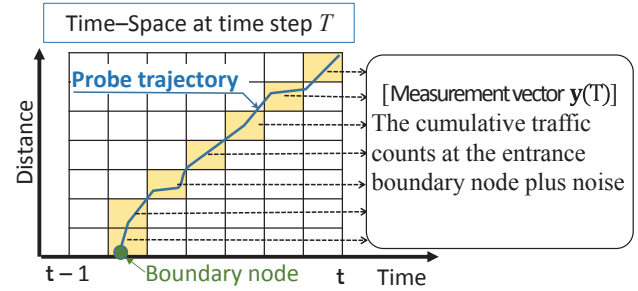 Time–Space at time step T
Probe trajectory
Distance
[Measurement vector y(T)]
The cumulative traffic
counts at the entrance
boundary node plus noise
t – 1
Boundary node
t
Time